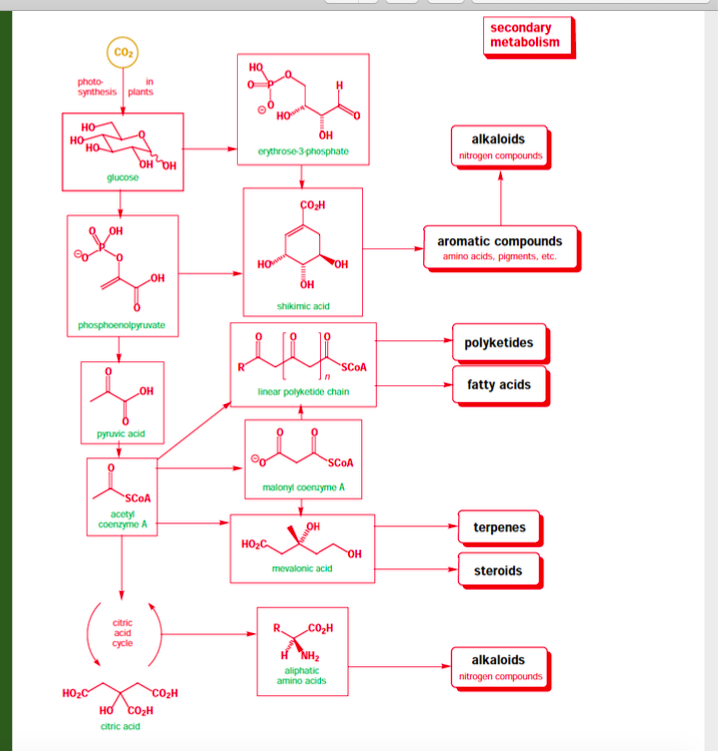 secondary
metabolism
CO2
photo-
synthesis
in
plants
HO
HO
HO
O
OH
OH
glucose
HO
O
P
O
O
⊖
HO
OH
H
O
erythrose-3-phosphate
alkaloids
nitrogen compounds
O
OH
P
⊖O
O
OH
O
phosphoenolpyruvate
CO2H
HO
OH
OH
shikimic acid
aromatic compounds
amino acids, pigments, etc.
O
OH
O
pyruvic acid
O
O
O
R
SCoA
n
linear polyketide chain
polyketides
fatty acids
O
SCoA
acetyl
coenzyme A
O
O
⊖O
SCoA
malonyl coenzyme A
OH
HO2C
OH
mevalonic acid
terpenes
steroids
citric
acid
cycle
R
CO2H
H
NH2
aliphatic
amino acids
alkaloids
nitrogen compounds
HO2C
CO2H
HO
CO2H
citric acid